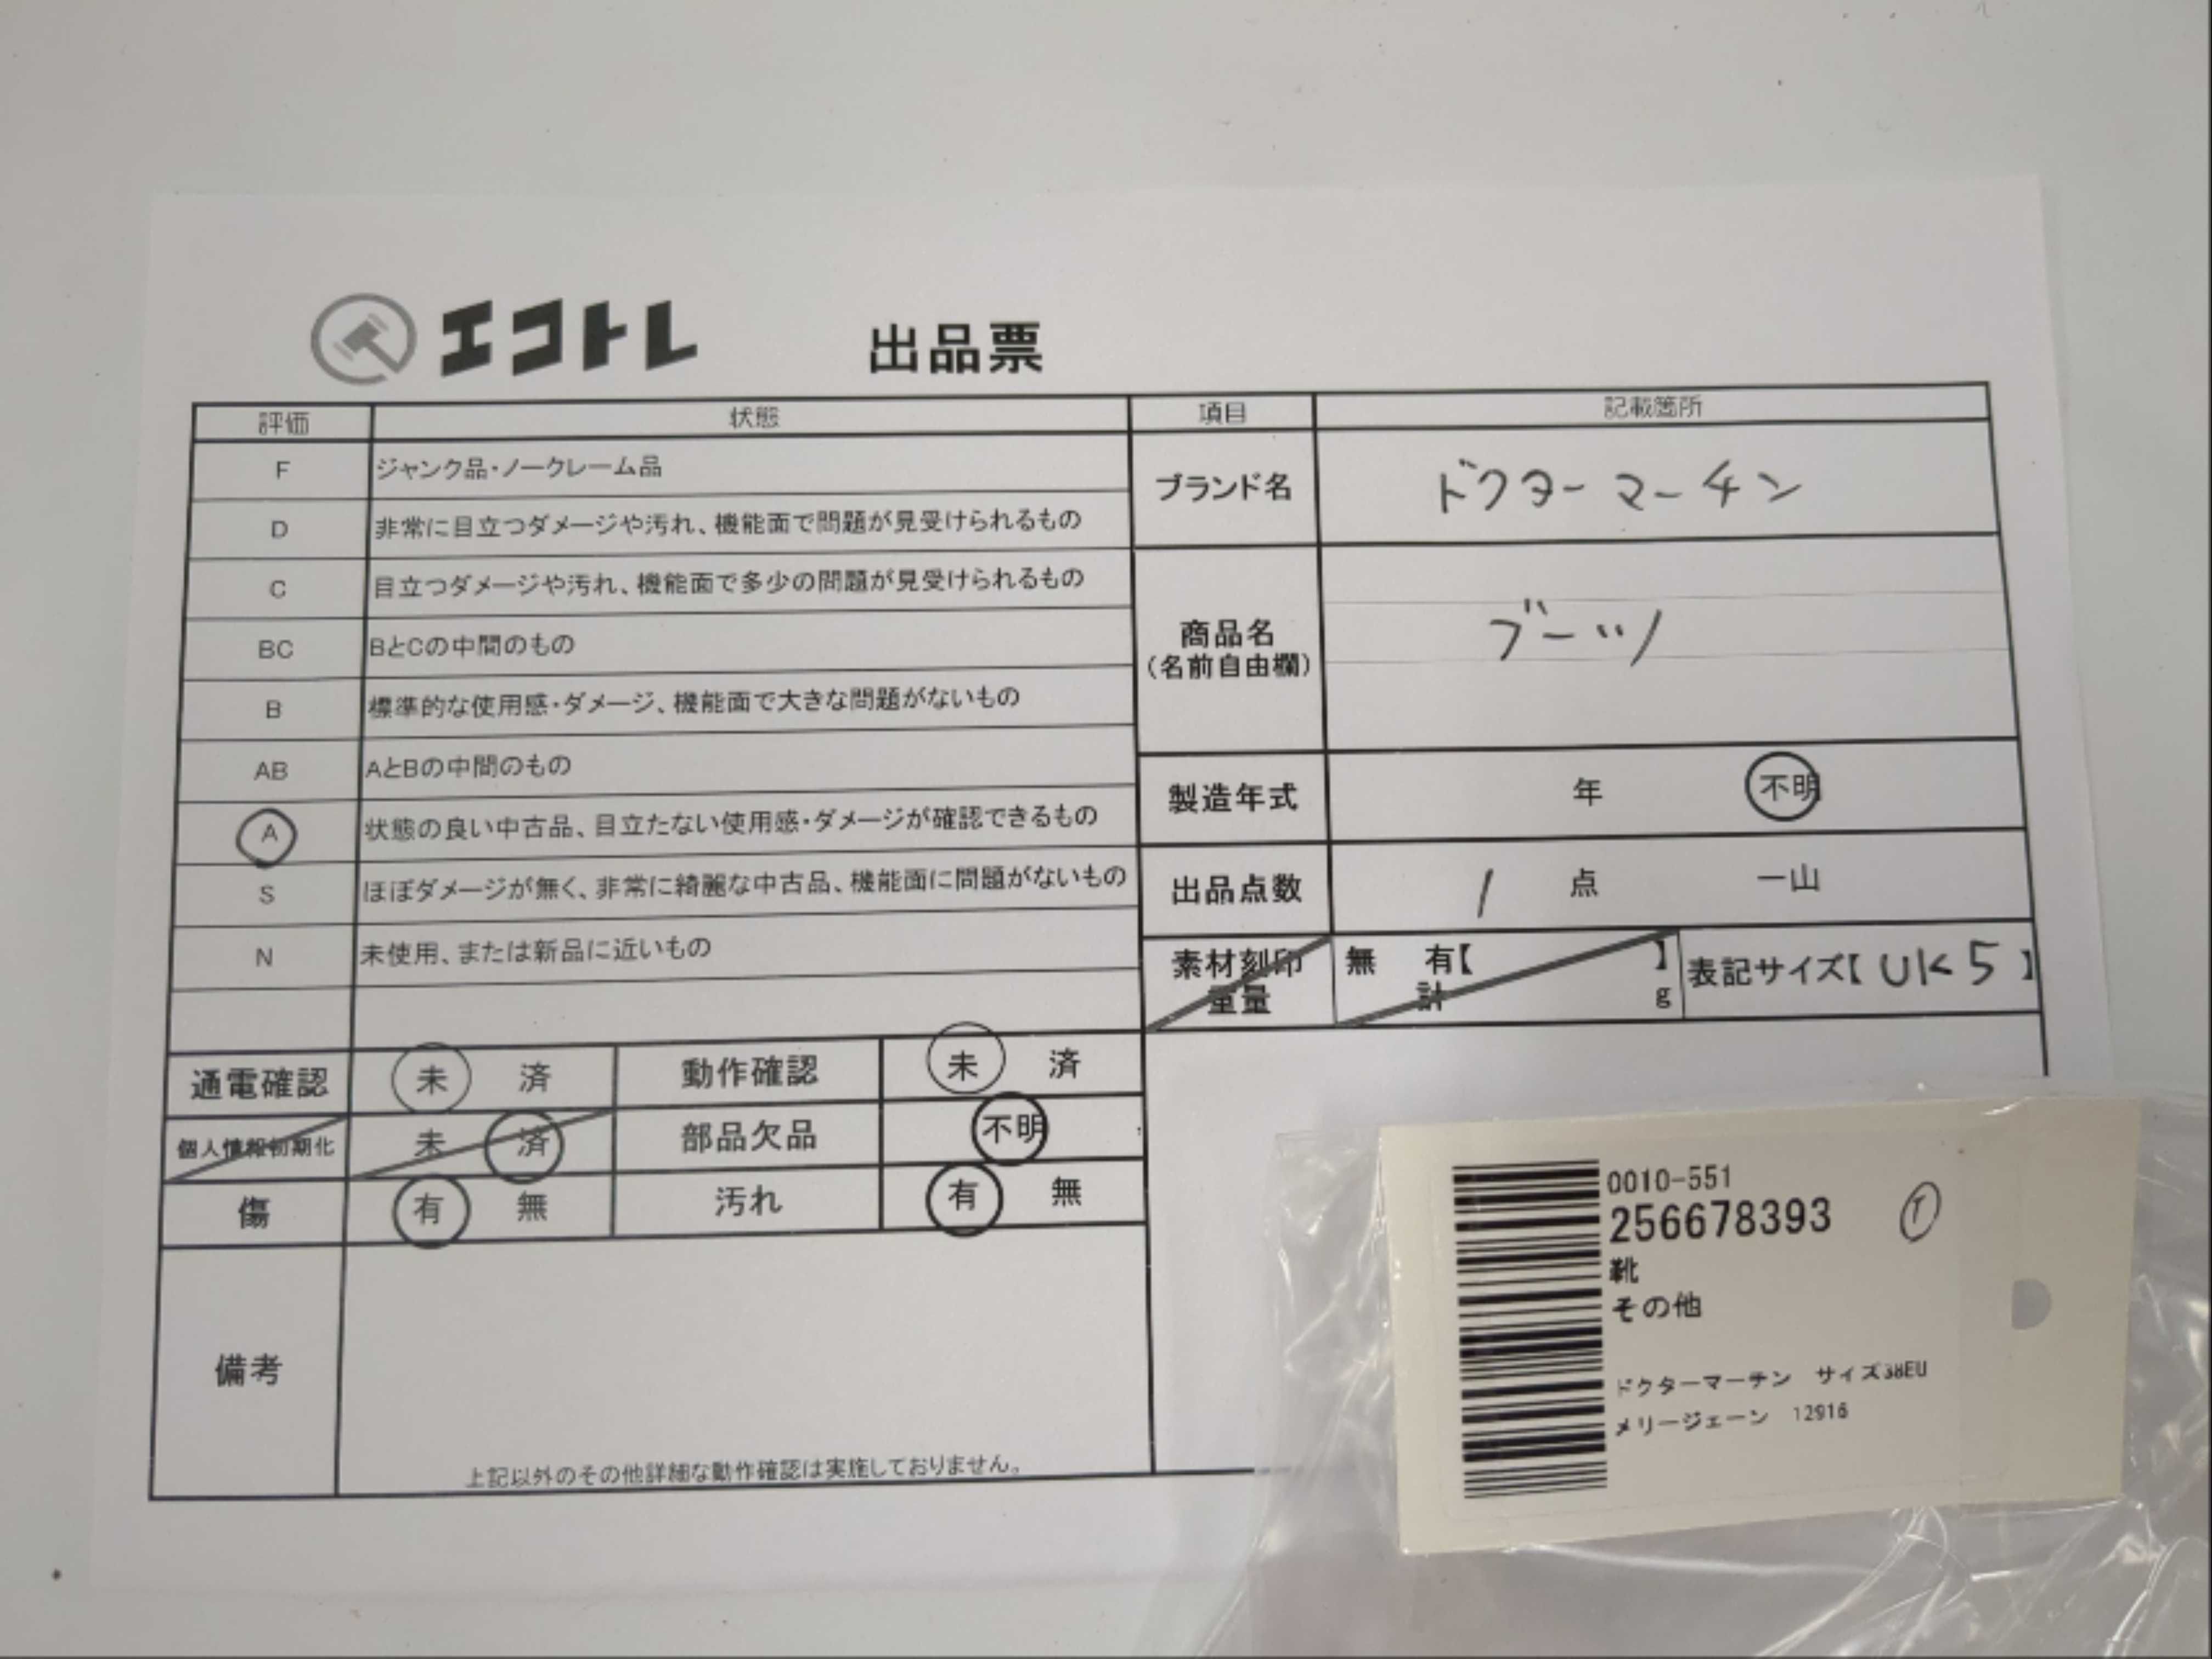 エコトレ 出品票
評価 状態 項目 記載箇所
F ジャンク品・ノークレーム品
D 非常に目立つダメージや汚れ、機能面で問題が見受けられるもの
C 目立つダメージや汚れ、機能面で多少の問題が見受けられるもの
BC BとCの中間のもの
B 標準的な使用感・ダメージ、機能面で大きな問題がないもの
AB AとBの中間のもの
A 状態の良い中古品、目立たない使用感・ダメージが確認できるもの
S ほぼダメージが無く、非常に綺麗な中古品、機能面に問題がないもの
N 未使用、または新品に近いもの
ブランド名 ドクターマーチン
商品名 ブーツ
(名前自由欄)
製造年式 年 不明
出品点数 1 点 一山
素材刻印 無 有【 】 表記サイズ【 UK5 】
重量 計 g
通電確認 未 済 動作確認 未 済
個人情報初期化 未 済 部品欠品 不明
傷 有 無 汚れ 有 無
備考
上記以外のその他詳細な動作確認は実施しておりません。
0010-551
256678393
靴
その他
ドクターマーチン サイズ38EU
メリージェーン 12916